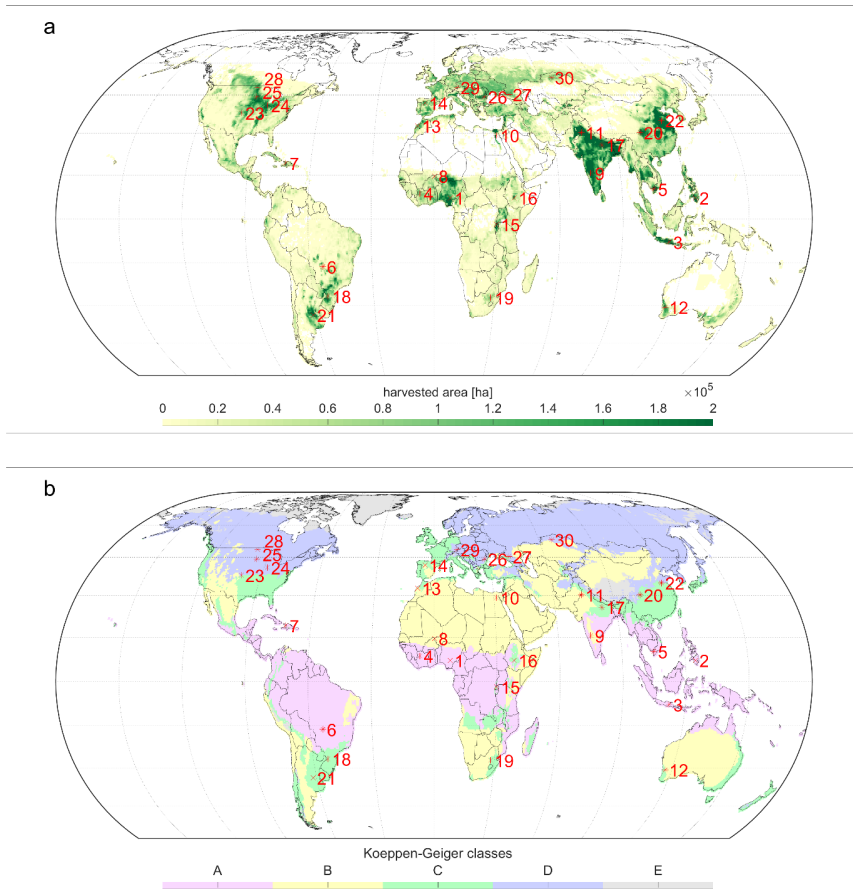 a
28 30
25 29
14 26 27
23 24
13 10 11 20 22
17
7 8 9
4 1 16 5 2
15
3
6
18 19
21 12
harvested area [ha] ×10⁵
0 0.2 0.4 0.6 0.8 1 1.2 1.4 1.6 1.8 2
b
28 30
25 29
14 26 27
23 24
13 10 11 20 22
17
7 8 9
4 1 16 5 2
15
3
6
18 19
21 12
Koeppen-Geiger classes
A B C D E